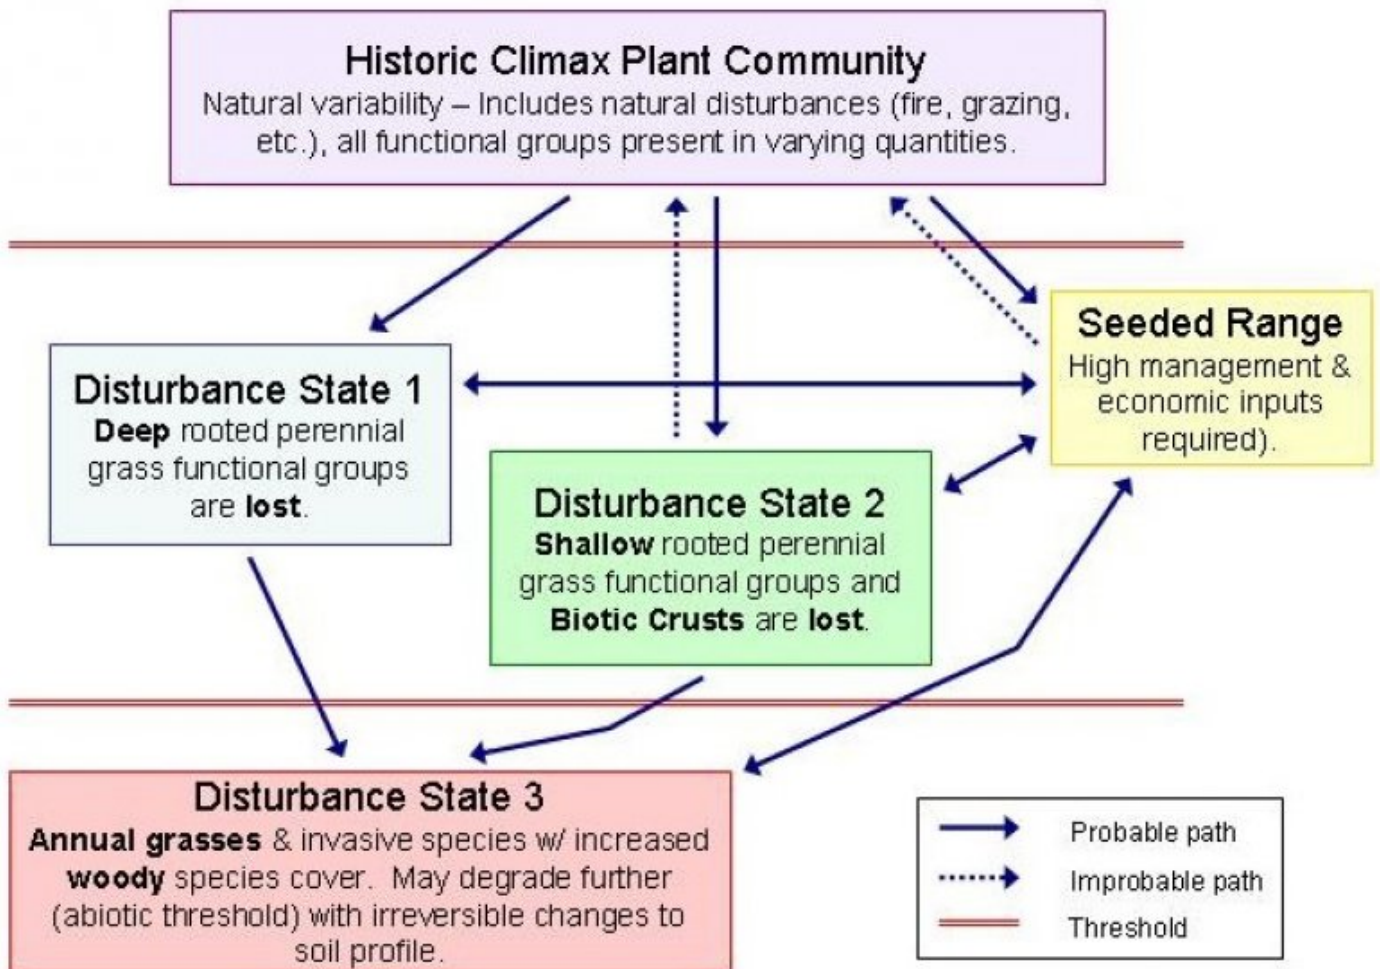 Historic Climax Plant Community
Natural variability – Includes natural disturbances (fire, grazing,
etc.), all functional groups present in varying quantities.
Seeded Range
High management &
economic inputs
required).
Disturbance State 1
Deep rooted perennial
grass functional groups
are lost.
Disturbance State 2
Shallow rooted perennial
grass functional groups and
Biotic Crusts are lost.
Disturbance State 3
Annual grasses & invasive species w/ increased
woody species cover. May degrade further
(abiotic threshold) with irreversible changes to
soil profile.
Probable path
Improbable path
Threshold